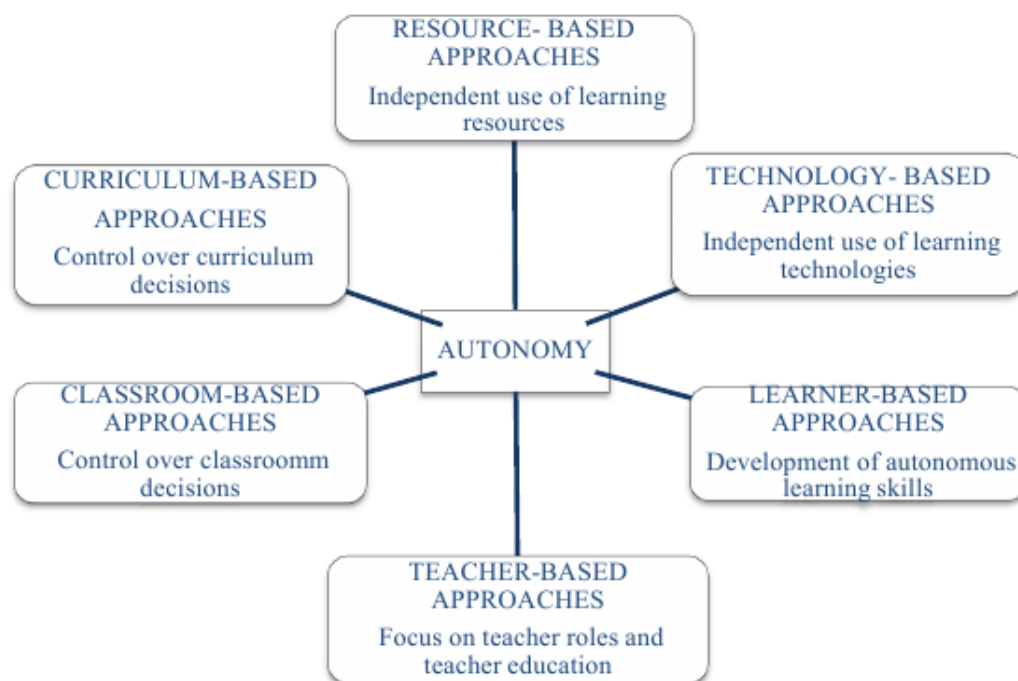 RESOURCE- BASED
APPROACHES
Independent use of learning
resources
CURRICULUM-BASED
APPROACHES
Control over curriculum
decisions
TECHNOLOGY- BASED
APPROACHES
Independent use of learning
technologies
AUTONOMY
CLASSROOM-BASED
APPROACHES
Control over classroomm
decisions
LEARNER-BASED
APPROACHES
Development of autonomous
learning skills
TEACHER-BASED
APPROACHES
Focus on teacher roles and
teacher education